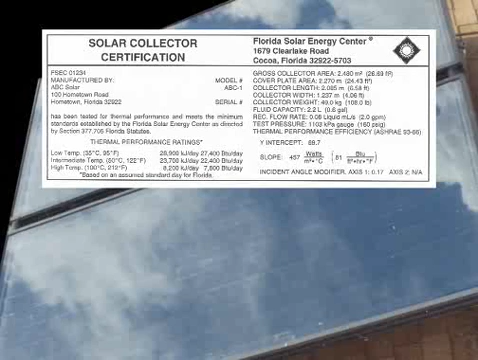 SOLAR COLLECTOR
CERTIFICATION
Florida Solar Energy Center ®
1679 Clearlake Road
Cocoa, Florida 32922-5703
FSEC 01234
MANUFACTURED BY: MODEL #
ABC Solar ABC-1
100 Hometown Road
Hometown, Florida 32922 SERIAL #
has been tested for thermal performance and meets the minimum
standards established by the Florida Solar Energy Center as directed
by Section 377.705 Florida Statutes.
THERMAL PERFORMANCE RATINGS*
Low Temp. (35°C, 95°F) 28,900 kJ/day 27,400 Btu/day
Intermediate Temp. (50°C, 122°F) 23,700 kJ/day 22,400 Btu/day
High Temp. (100°C, 212°F) 8,200 kJ/day 7,800 Btu/day
*Based on an assumed standard day for Florida.
GROSS COLLECTOR AREA: 2.480 m² (26.69 ft²)
COVER PLATE AREA: 2.270 m (24.43 ft²)
COLLECTOR LENGTH: 2.005 m (6.58 ft)
COLLECTOR WIDTH: 1.237 m (4.06 ft)
COLLECTOR WEIGHT: 49.0 kg (108.0 lb)
FLUID CAPACITY: 2.2 L (0.6 gal)
REC. FLOW RATE: 0.08 Liquid mL/s (2.0 gpm)
TEST PRESSURE: 1103 kPa gauge (160 psig)
THERMAL PERFORMANCE EFFICIENCY (ASHRAE 93-86)
Y INTERCEPT: 69.7
SLOPE: 457 Watts/m²·°C (81 Btu/ft²·hr·°F)
INCIDENT ANGLE MODIFIER, AXIS 1: 0.17 AXIS 2: N/A